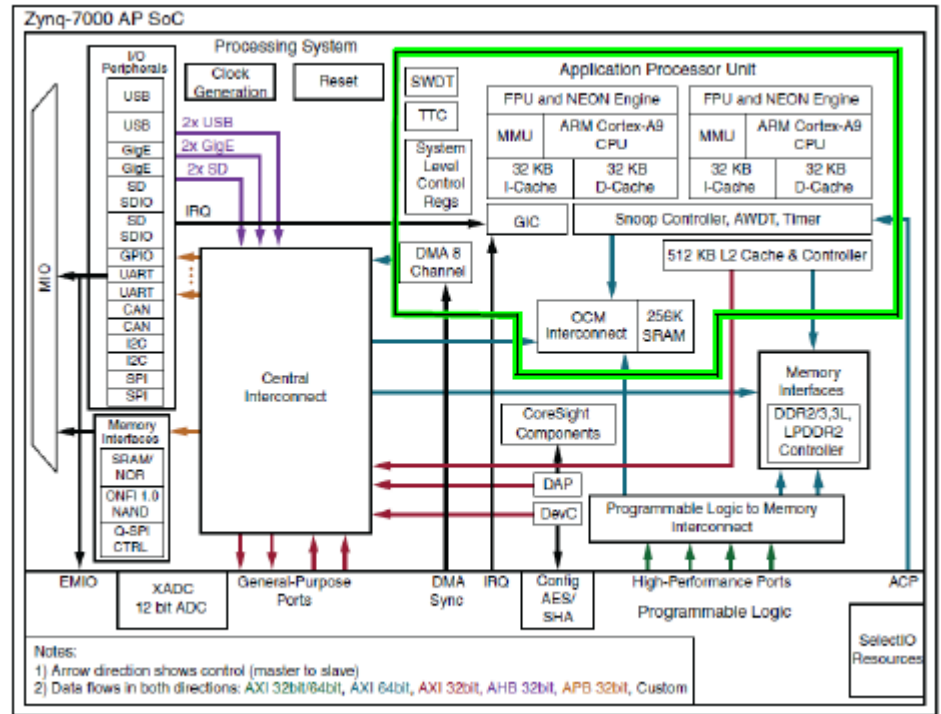 Zynq-7000 AP SoC
Processing System
I/O
Peripherals
USB
USB
GigE
GigE
SD
SDIO
SD
SDIO
GPIO
UART
UART
CAN
CAN
I2C
I2C
SPI
SPI
MIO
Memory
Interfaces
SRAM/
NOR
ONFI 1.0
NAND
Q-SPI
CTRL
Clock
Generation
Reset
2x USB
2x GigE
2x SD
IRQ
Central
Interconnect
Application Processor Unit
SWDT
TTC
System
Level
Control
Regs
FPU and NEON Engine
MMU
ARM Cortex-A9
CPU
32 KB
I-Cache
32 KB
D-Cache
FPU and NEON Engine
MMU
ARM Cortex-A9
CPU
32 KB
I-Cache
32 KB
D-Cache
GIC
Snoop Controller, AWDT, Timer
DMA 8
Channel
512 KB L2 Cache & Controller
OCM
Interconnect
256K
SRAM
Memory
Interfaces
DDR2/3,3L,
LPDDR2
Controller
CoreSight
Components
DAP
DevC
Programmable Logic to Memory
Interconnect
EMIO
XADC
12 bit ADC
General-Purpose
Ports
DMA
Sync
IRQ
Config
AES/
SHA
High-Performance Ports
ACP
Programmable Logic
SelectIO
Resources
Notes:
1) Arrow direction shows control (master to slave)
2) Data flows in both directions: AXI 32bit/64bit, AXI 64bit, AXI 32bit, AHB 32bit, APB 32bit, Custom